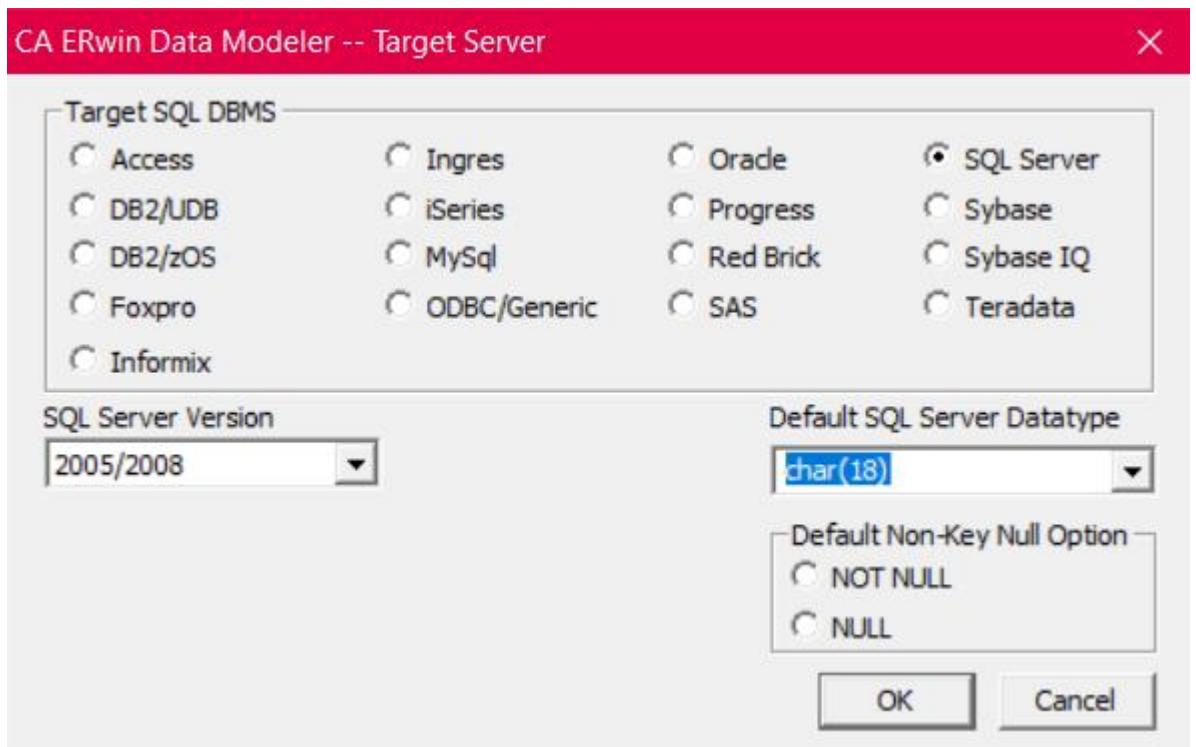 CA ERwin Data Modeler -- Target Server
Target SQL DBMS
Access Ingres Oracle SQL Server
DB2/UDB iSeries Progress Sybase
DB2/zOS MySql Red Brick Sybase IQ
Foxpro ODBC/Generic SAS Teradata
Informix
SQL Server Version Default SQL Server Datatype
2005/2008 char(18)
Default Non-Key Null Option
NOT NULL
NULL
OK Cancel